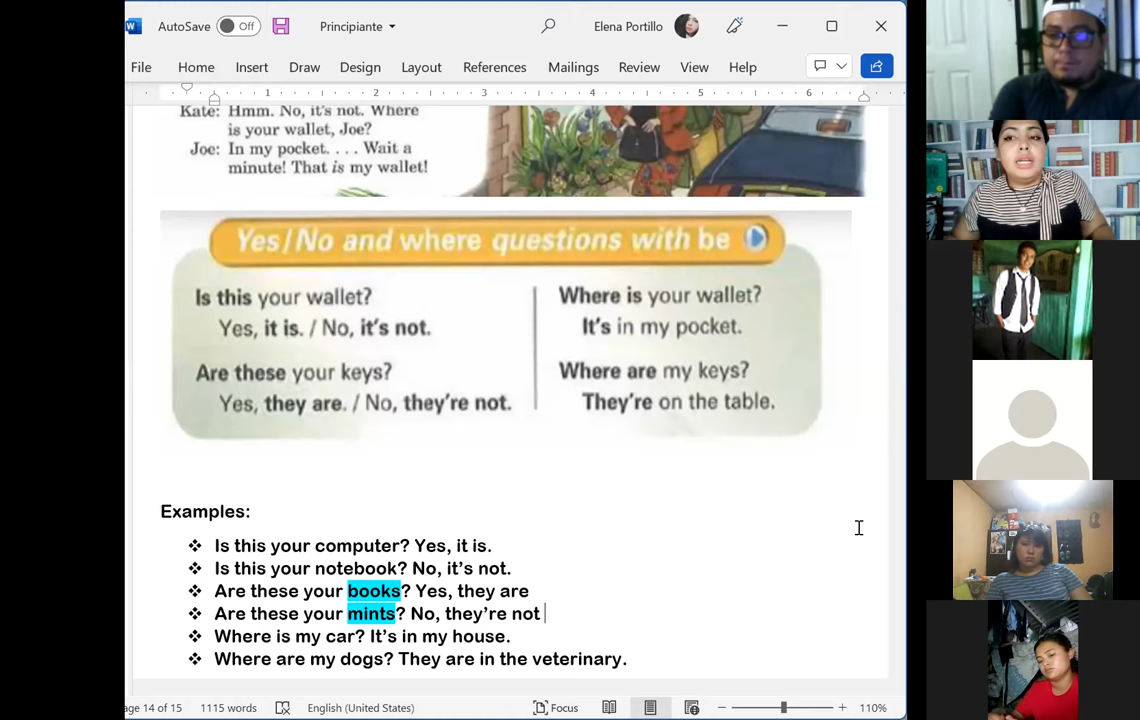 AutoSave Off Principiante Elena Portillo
File Home Insert Draw Design Layout References Mailings Review View Help
1 2 3 4 5 6
Kate: Hmm. No, it's not. Where
is your wallet, Joe?
Joe: In my pocket. . . . Wait a
minute! That is my wallet!
Yes/No and where questions with be
Is this your wallet?
Yes, it is. / No, it's not.
Are these your keys?
Yes, they are. / No, they're not.
Where is your wallet?
It's in my pocket.
Where are my keys?
They're on the table.
Examples:
❖ Is this your computer? Yes, it is.
❖ Is this your notebook? No, it's not.
❖ Are these your books? Yes, they are
❖ Are these your mints? No, they're not
❖ Where is my car? It's in my house.
❖ Where are my dogs? They are in the veterinary.
age 14 of 15 1115 words English (United States) Focus 110%